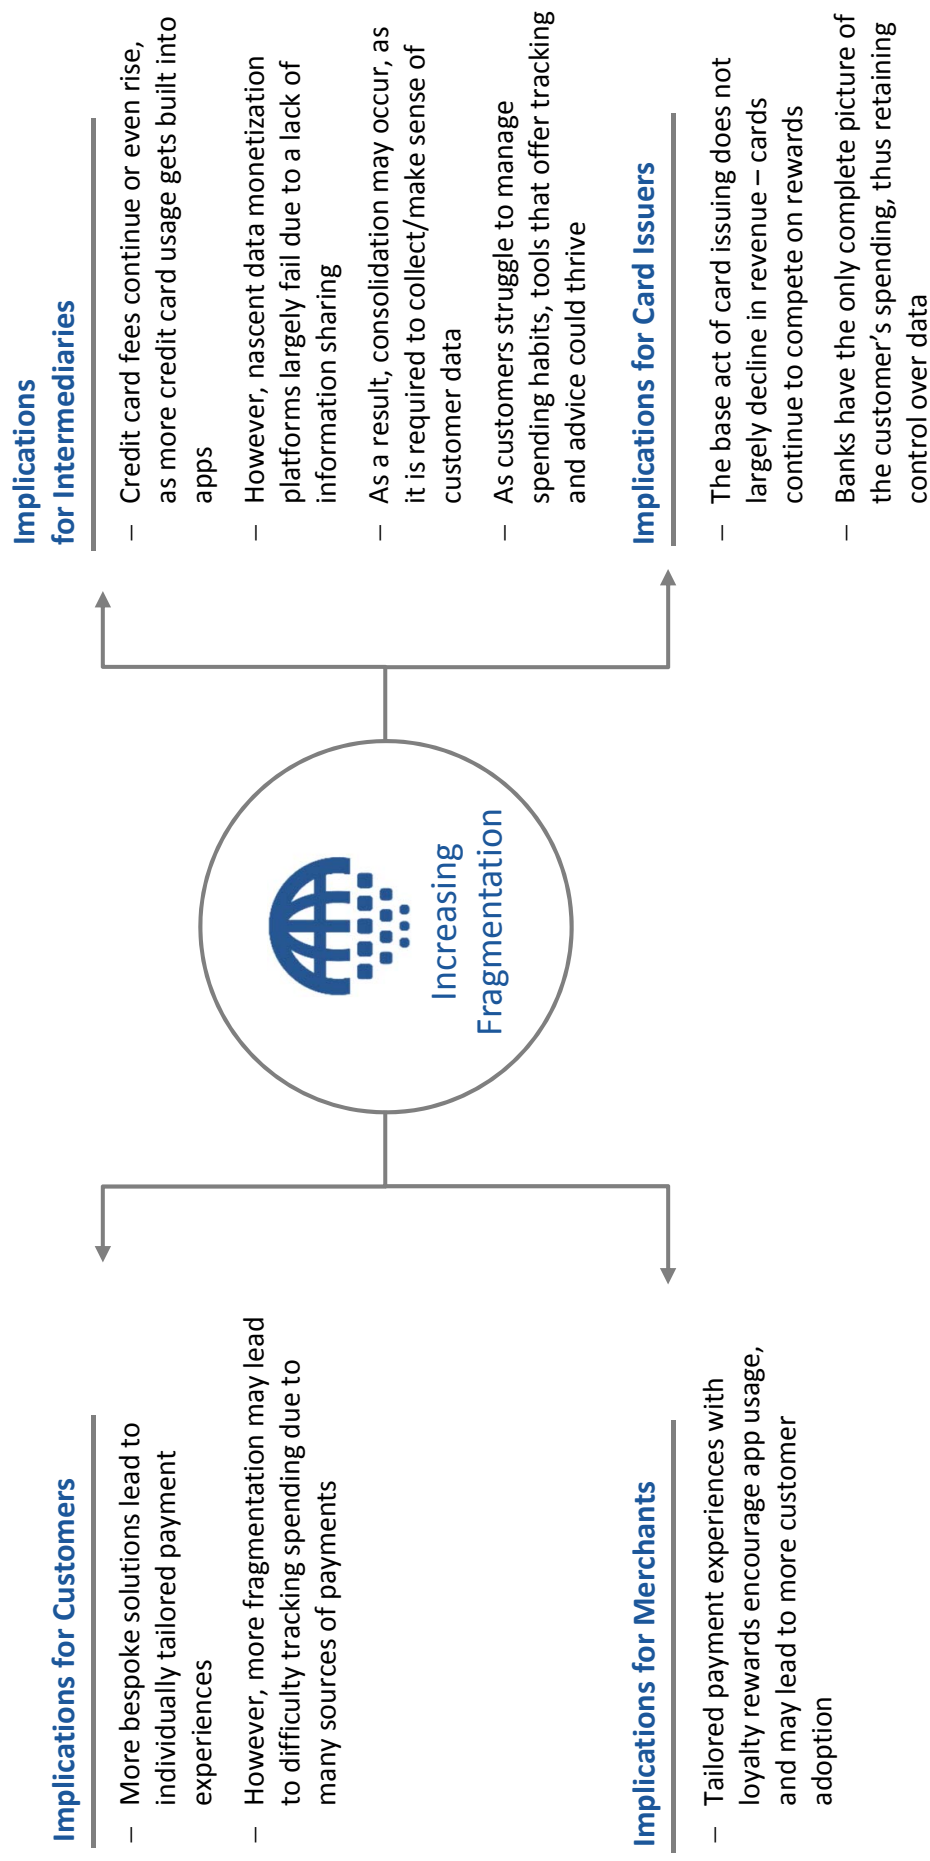 Implications for Customers
– More bespoke solutions lead to
individually tailored payment
experiences
– However, more fragmentation may lead
to difficulty tracking spending due to
many sources of payments
Implications for Merchants
– Tailored payment experiences with
loyalty rewards encourage app usage,
and may lead to more customer
adoption
Increasing
Fragmentation
Implications
for Intermediaries
– Credit card fees continue or even rise,
as more credit card usage gets built into
apps
– However, nascent data monetization
platforms largely fail due to a lack of
information sharing
– As a result, consolidation may occur, as
it is required to collect/make sense of
customer data
– As customers struggle to manage
spending habits, tools that offer tracking
and advice could thrive
Implications for Card Issuers
– The base act of card issuing does not
largely decline in revenue – cards
continue to compete on rewards
– Banks have the only complete picture of
the customer’s spending, thus retaining
control over data